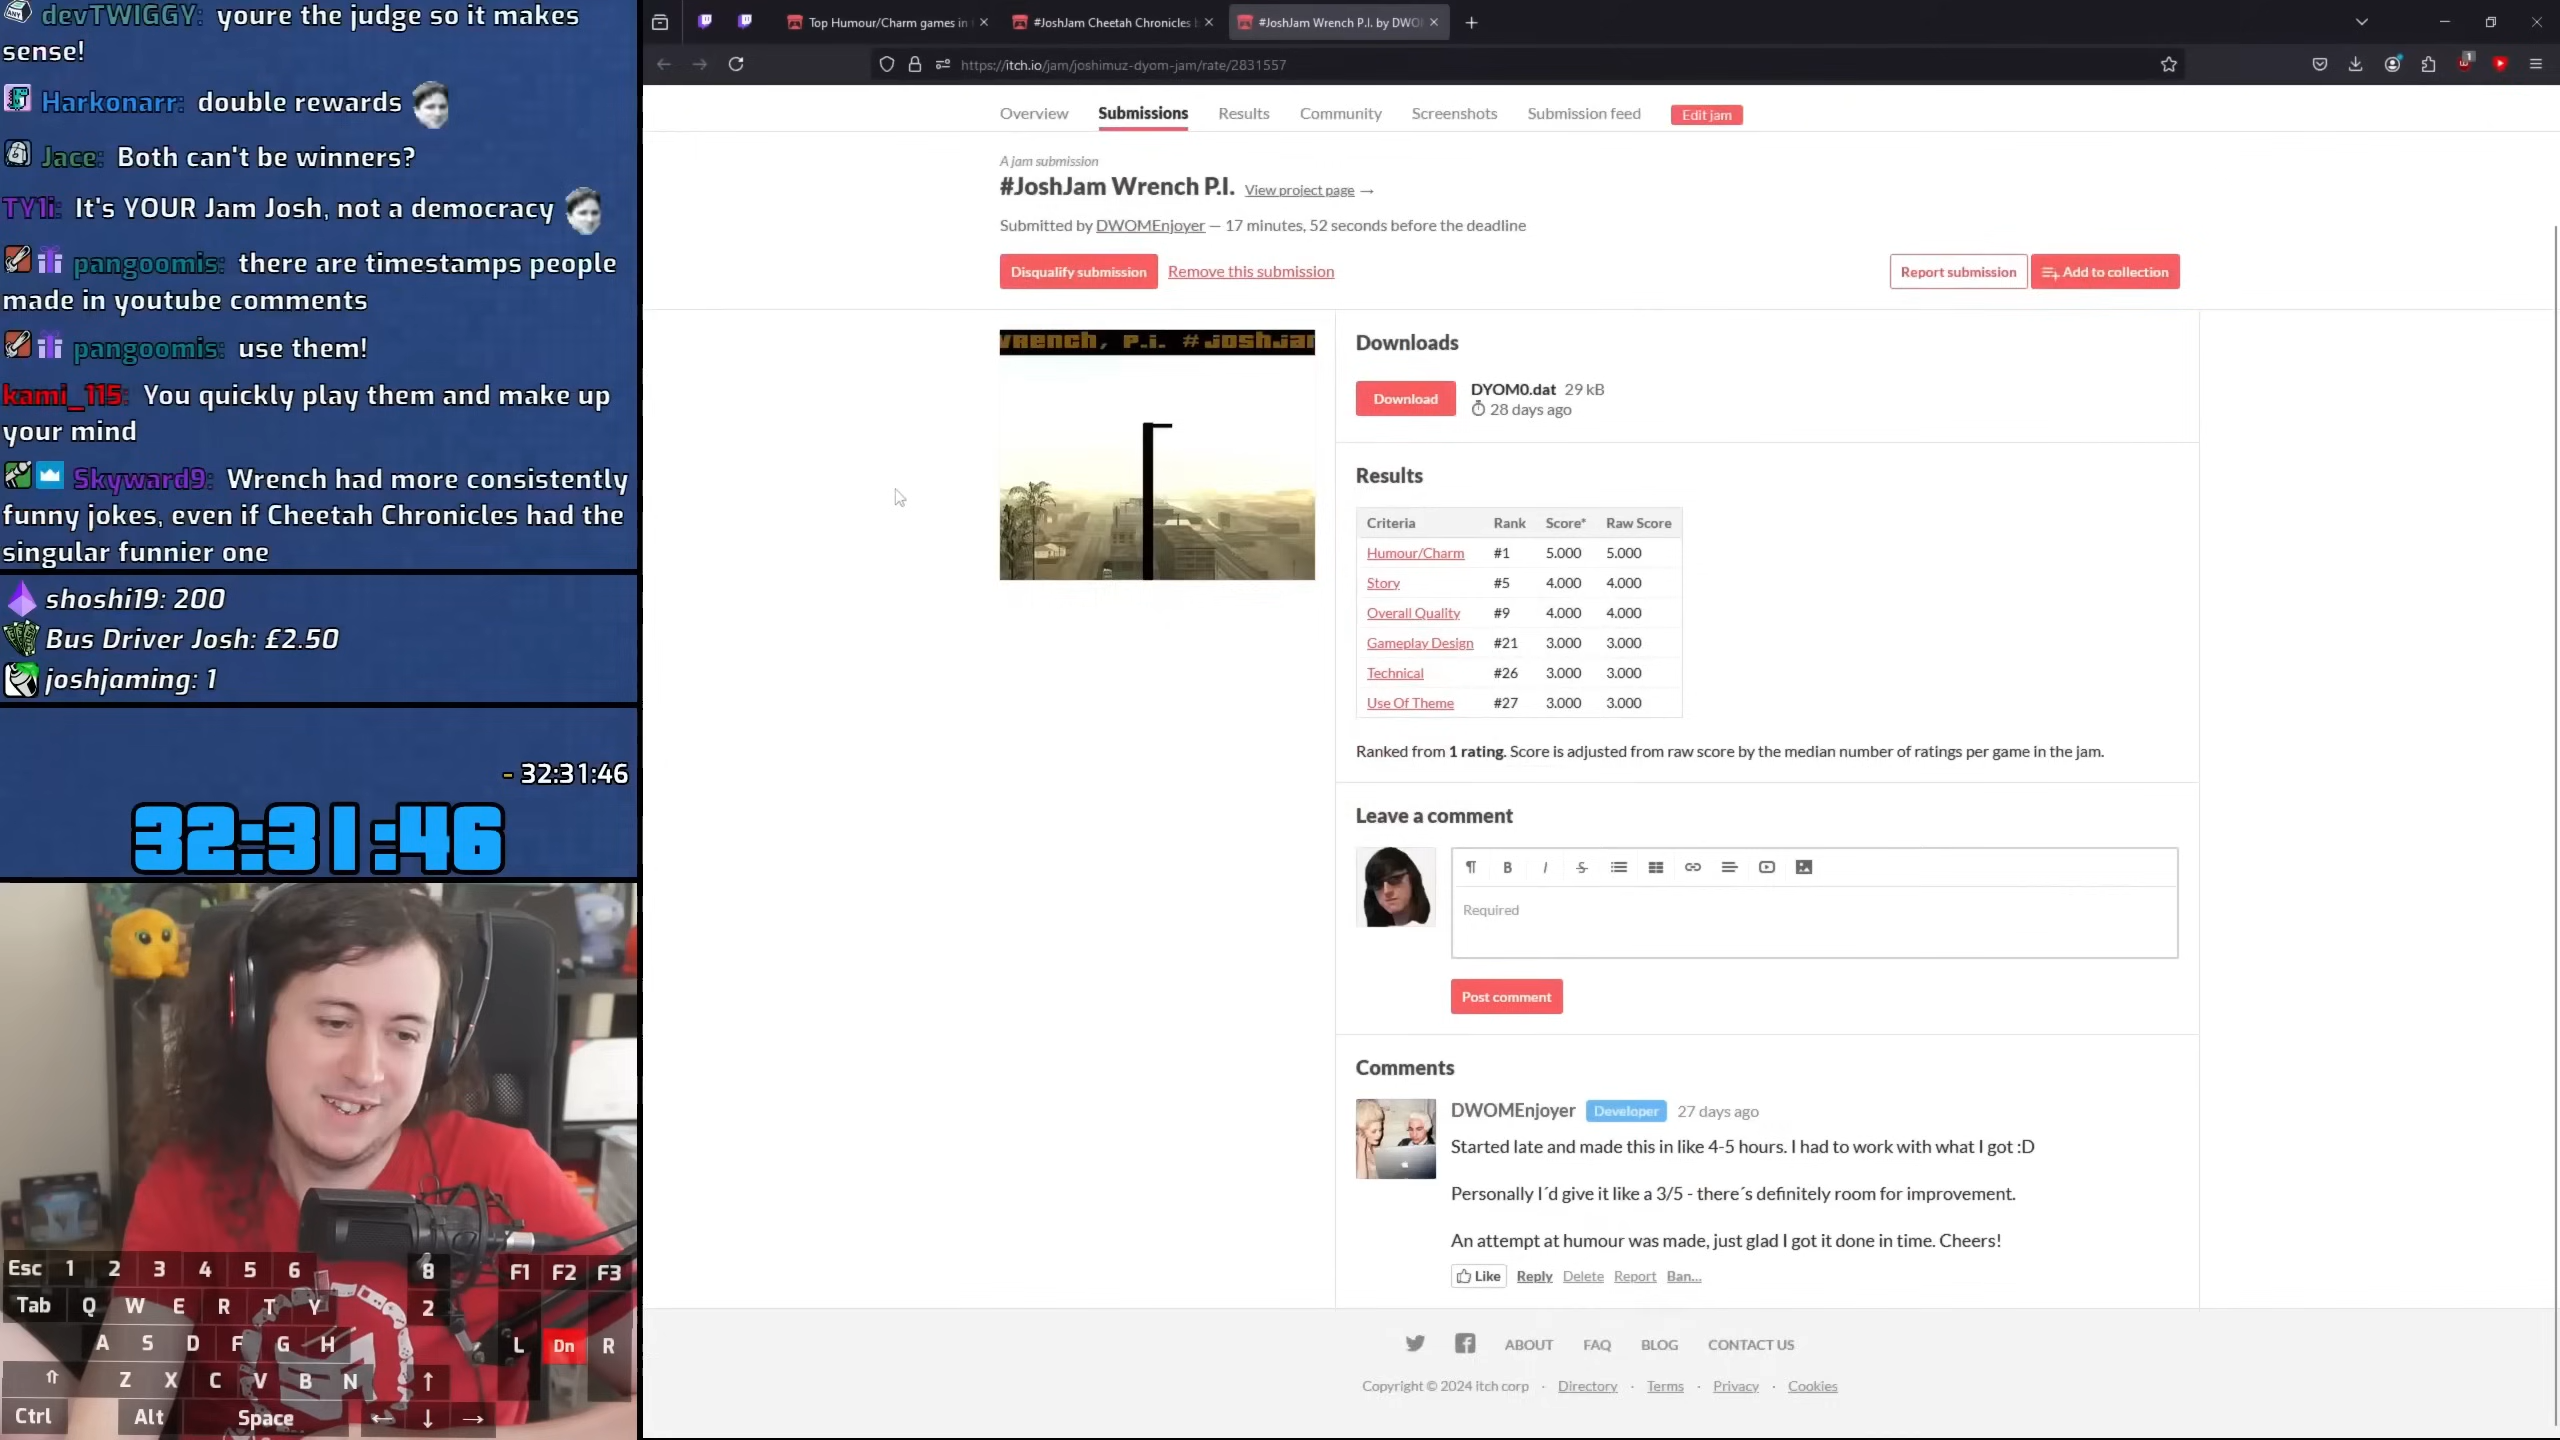 devTWIGGY: youre the judge so it makes
sense!
Harkonarr: double rewards
Jace: Both can't be winners?
TY1i: It's YOUR Jam Josh, not a democracy
pangoomis: there are timestamps people
made in youtube comments
pangoomis: use them!
kami_115: You quickly play them and make up
your mind
Skyward9: Wrench had more consistently
funny jokes, even if Cheetah Chronicles had the
singular funnier one
shoshi19: 200
Bus Driver Josh: £2.50
joshjaming: 1
- 32:31:46
32:31:46
Esc 1 2 3 4 5 6 8 F1 F2 F3
Tab Q W E R T Y 2
A S D F G H L Dn R
Z X C V B N ↑
Ctrl Alt Space ← ↓ →
Top Humour/Charm games in
#JoshJam Cheetah Chronicles b
#JoshJam Wrench P.I. by DWO
https://itch.io/jam/joshimuz-dyom-jam/rate/2831557
1
Overview Submissions Results Community Screenshots Submission feed Edit jam
A jam submission
#JoshJam Wrench P.I. View project page →
Submitted by DWOMEnjoyer — 17 minutes, 52 seconds before the deadline
Disqualify submission Remove this submission Report submission Add to collection
wrench, p.i. #joshjam
Downloads
Download DYOM0.dat 29 kB
28 days ago
Results
Criteria Rank Score* Raw Score
Humour/Charm #1 5.000 5.000
Story #5 4.000 4.000
Overall Quality #9 4.000 4.000
Gameplay Design #21 3.000 3.000
Technical #26 3.000 3.000
Use Of Theme #27 3.000 3.000
Ranked from 1 rating. Score is adjusted from raw score by the median number of ratings per game in the jam.
Leave a comment
Required
Post comment
Comments
DWOMEnjoyer Developer 27 days ago
Started late and made this in like 4-5 hours. I had to work with what I got :D
Personally I´d give it like a 3/5 - there´s definitely room for improvement.
An attempt at humour was made, just glad I got it done in time. Cheers!
Like Reply Delete Report Ban...
ABOUT FAQ BLOG CONTACT US
Copyright © 2024 itch corp · Directory · Terms · Privacy · Cookies